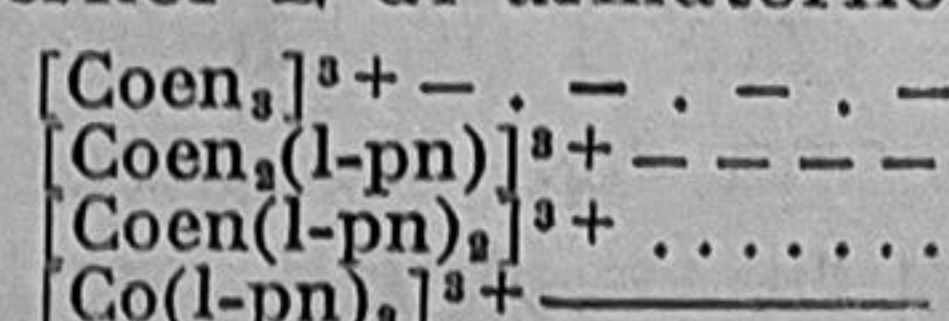 [Coen₃]³⁺ — . — . — . —
[Coen₂(l-pn)]³⁺ — — — —
[Coen(l-pn)₂]³⁺ . . . . . . .
[Co(l-pn)₃]³⁺ ————